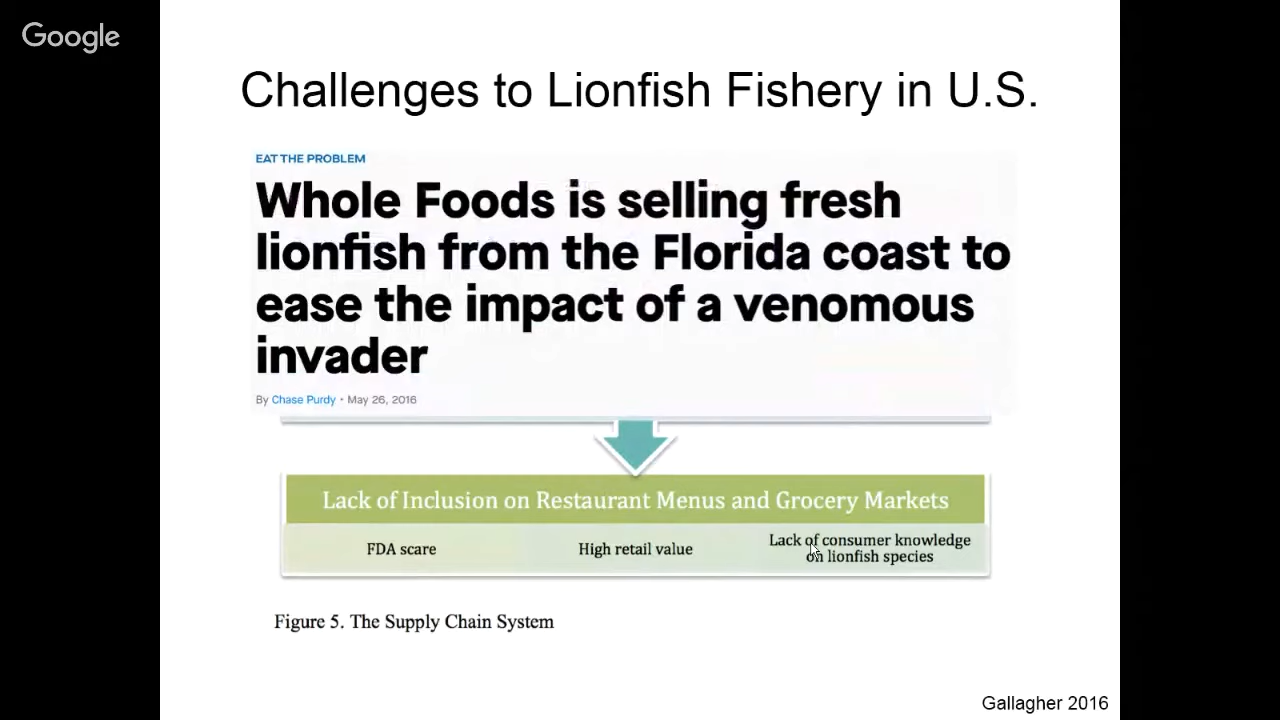 Google
Challenges to Lionfish Fishery in U.S.
EAT THE PROBLEM
Whole Foods is selling fresh
lionfish from the Florida coast to
ease the impact of a venomous
invader
By Chase Purdy • May 26, 2016
Lack of Inclusion on Restaurant Menus and Grocery Markets
FDA scare
High retail value
Lack of consumer knowledge
on lionfish species
Figure 5. The Supply Chain System
Gallagher 2016